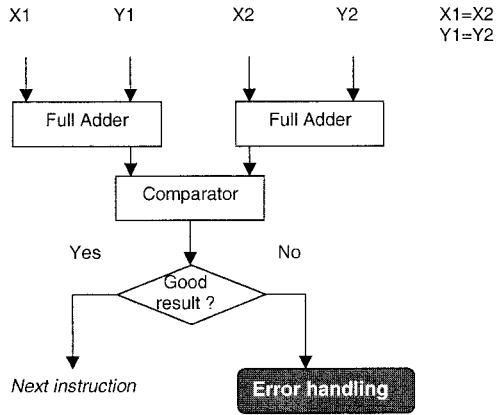 X1 Y1 X2 Y2 X1=X2
Y1=Y2
Full Adder Full Adder
Comparator
Yes No
Good
result ?
Next instruction Error handling